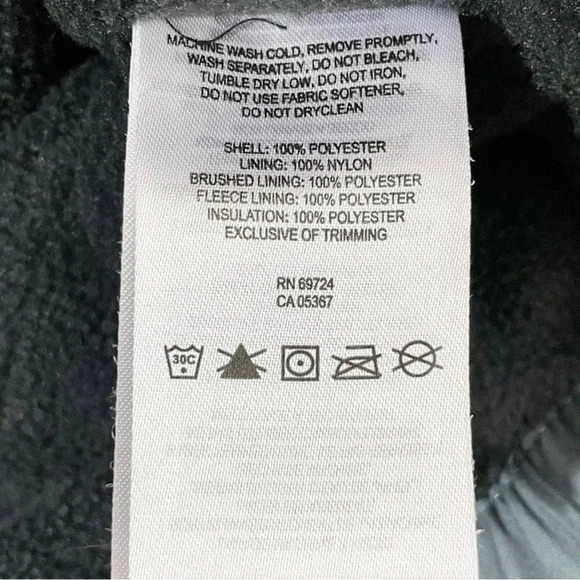 MACHINE WASH COLD, REMOVE PROMPTLY,
WASH SEPARATELY, DO NOT BLEACH,
TUMBLE DRY LOW, DO NOT IRON,
DO NOT USE FABRIC SOFTENER,
DO NOT DRYCLEAN
SHELL: 100% POLYESTER
LINING: 100% NYLON
BRUSHED LINING: 100% POLYESTER
FLEECE LINING: 100% POLYESTER
INSULATION: 100% POLYESTER
EXCLUSIVE OF TRIMMING
RN 69724
CA 05367
30C